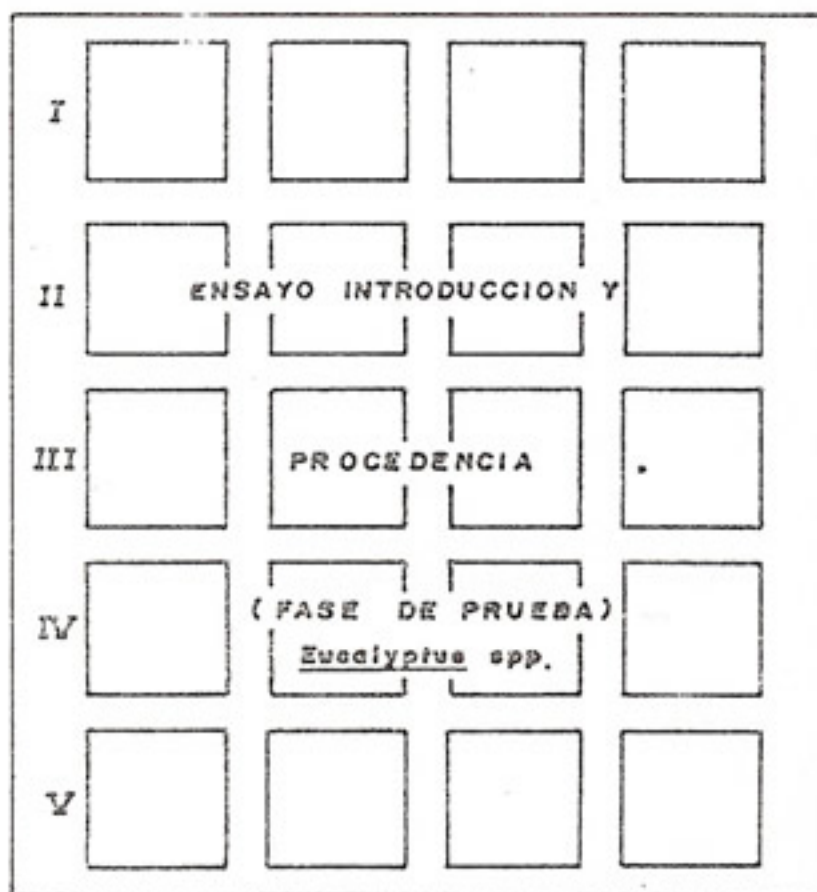 I
II ENSAYO INTRODUCCION Y
III PROCEDENCIA
IV (FASE DE PRUEBA)
Eucalyptus spp.
V